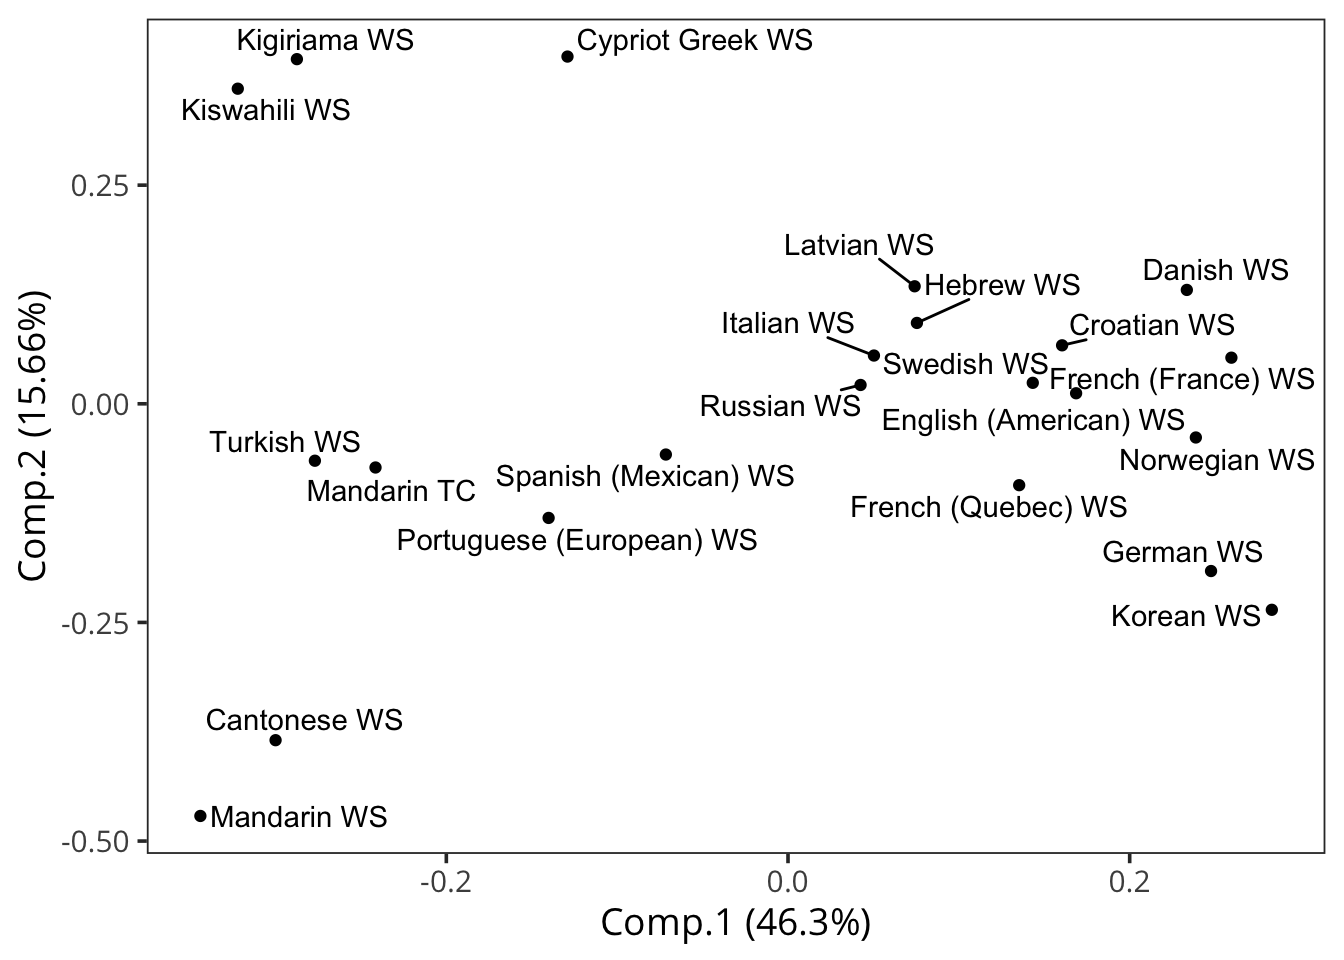 Kigiriama WS
Cypriot Greek WS
Kiswahili WS
0.25
Latvian WS
Danish WS
Hebrew WS
Italian WS
Croatian WS
Swedish WS
French (France) WS
0.00
Russian WS
English (American) WS
Turkish WS
Norwegian WS
Spanish (Mexican) WS
Mandarin TC
French (Quebec) WS
Portuguese (European) WS
German WS
Korean WS
-0.25
Cantonese WS
Mandarin WS
-0.50
-0.2
0.0
0.2
Comp.1 (46.3%)
Comp.2 (15.66%)